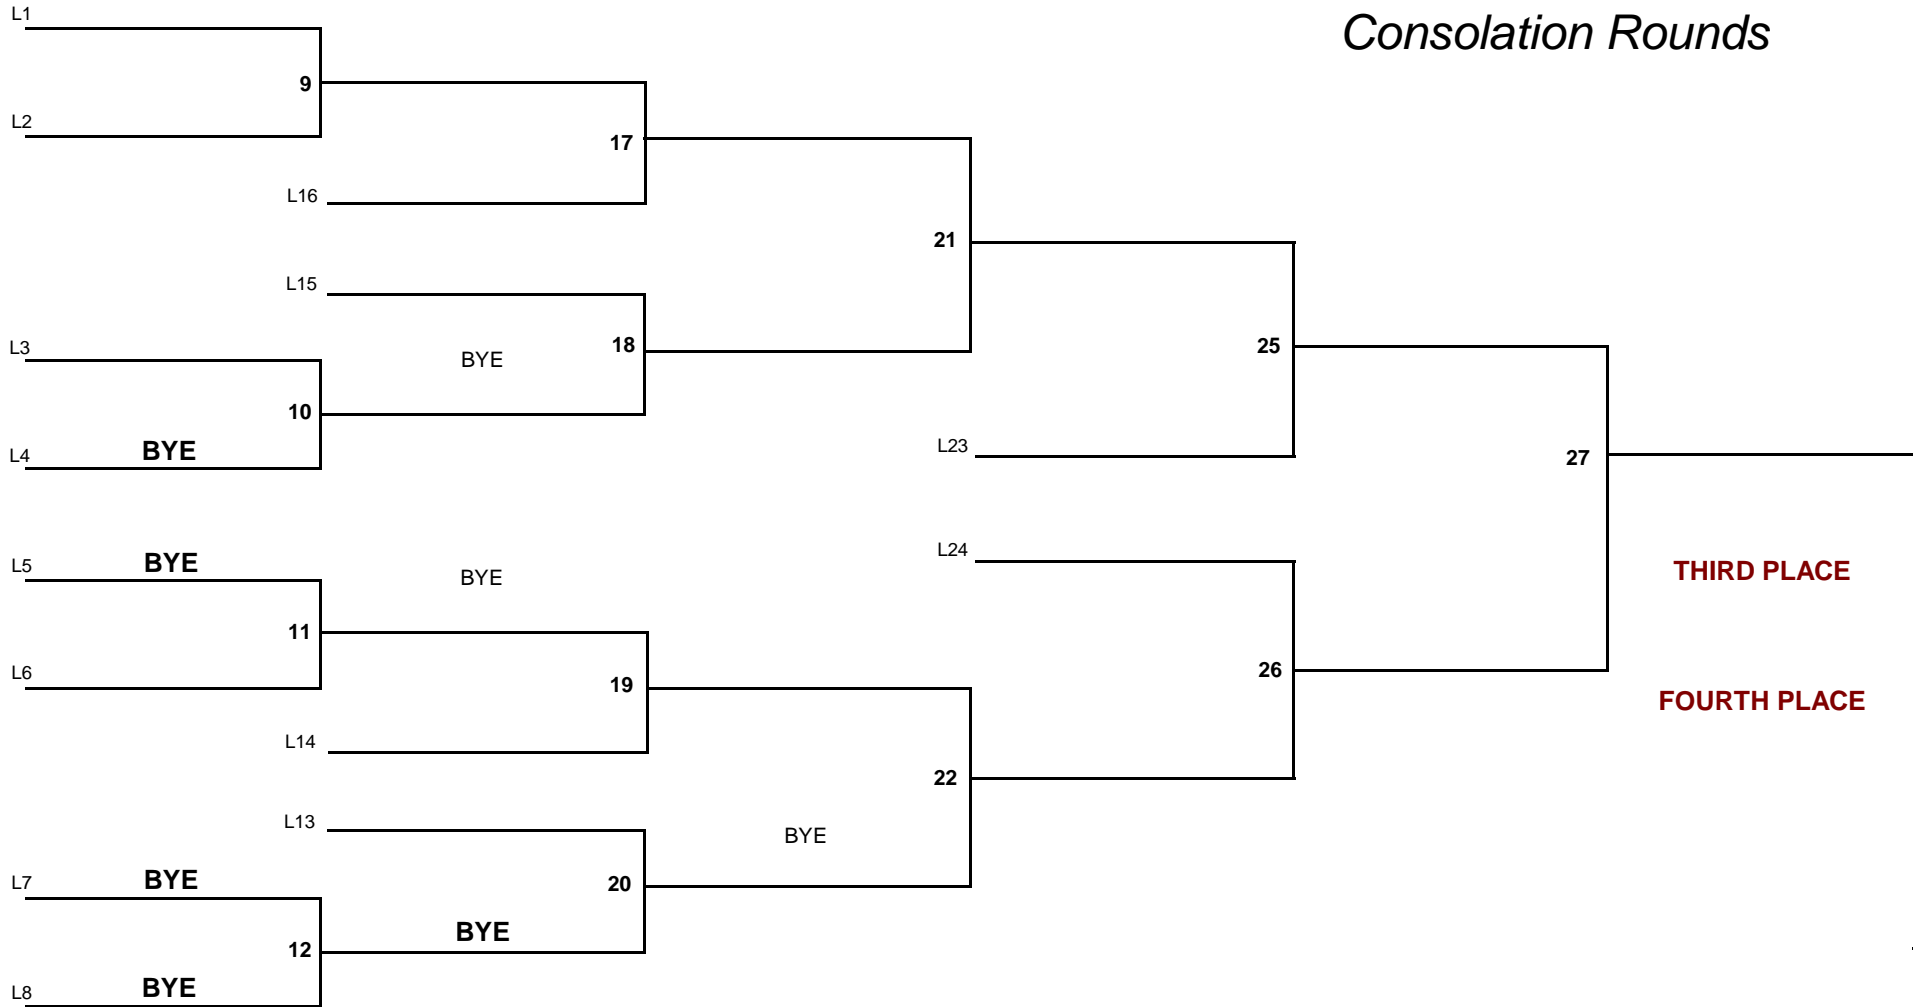 L1
Consolation Rounds
9
L2
17
L16
21
L15
L3
18
BYE
25
10
L4
BYE
L23
27
L24
L5
BYE
BYE
THIRD PLACE
11
L6
19
26
FOURTH PLACE
L14
22
L13
BYE
L7
BYE
20
BYE
12
L8
BYE